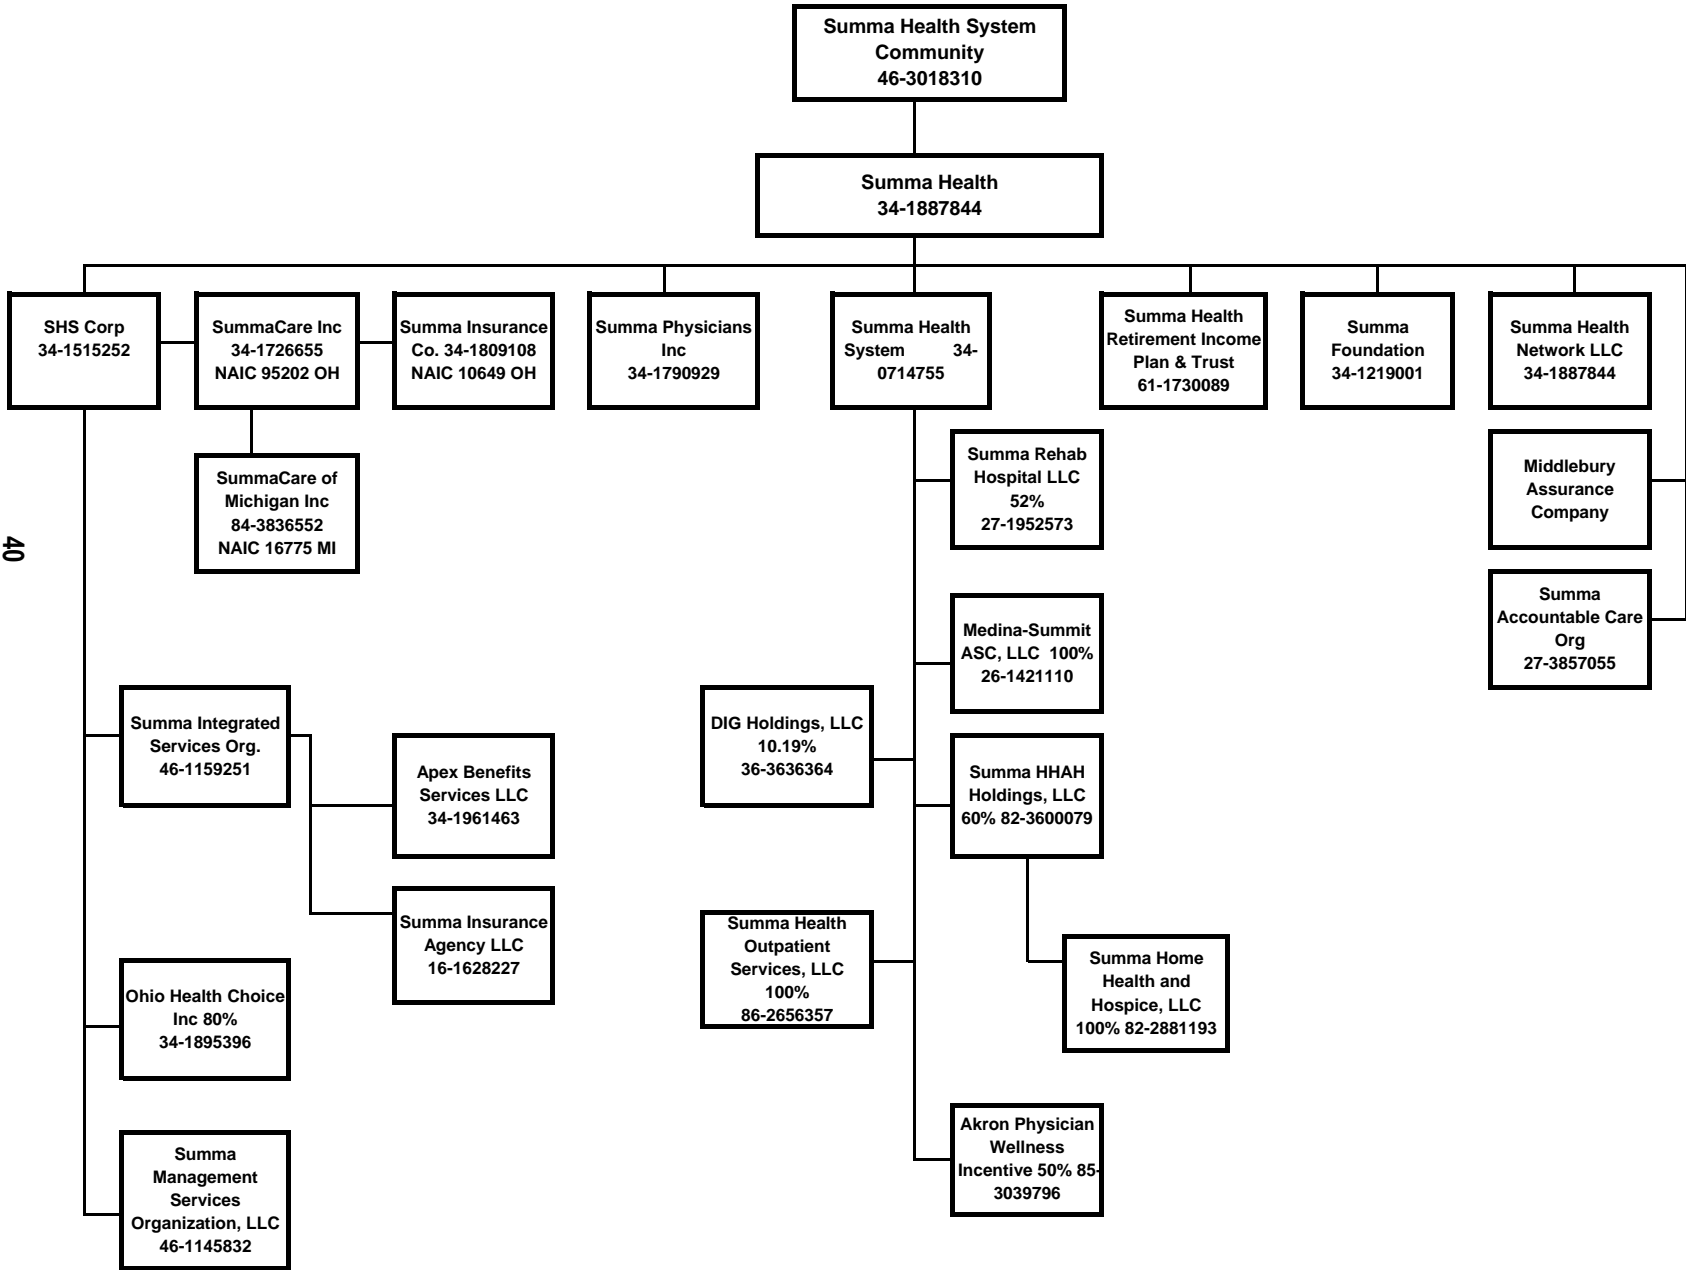 Summa Health System
Community
46-3018310
Summa Health
34-1887844
SHS Corp
34-1515252
SummaCare Inc
34-1726655
NAIC 95202 OH
Summa Insurance
Co. 34-1809108
NAIC 10649 OH
Summa Physicians
Inc
34-1790929
Summa Health
System 34-
0714755
Summa Health
Retirement Income
Plan & Trust
61-1730089
Summa
Foundation
34-1219001
Summa Health
Network LLC
34-1887844
SummaCare of
Michigan Inc
84-3836552
NAIC 16775 MI
Summa Rehab
Hospital LLC
52%
27-1952573
Middlebury
Assurance
Company
40
Summa
Accountable Care
Org
27-3857055
Medina-Summit
ASC, LLC 100%
26-1421110
Summa Integrated
Services Org.
46-1159251
DIG Holdings, LLC
10.19%
36-3636364
Apex Benefits
Services LLC
34-1961463
Summa HHAH
Holdings, LLC
60% 82-3600079
Summa Insurance
Agency LLC
16-1628227
Summa Health
Outpatient
Services, LLC
100%
86-2656357
Summa Home
Health and
Hospice, LLC
100% 82-2881193
Ohio Health Choice
Inc 80%
34-1895396
Akron Physician
Wellness
Incentive 50% 85-
3039796
Summa
Management
Services
Organization, LLC
46-1145832